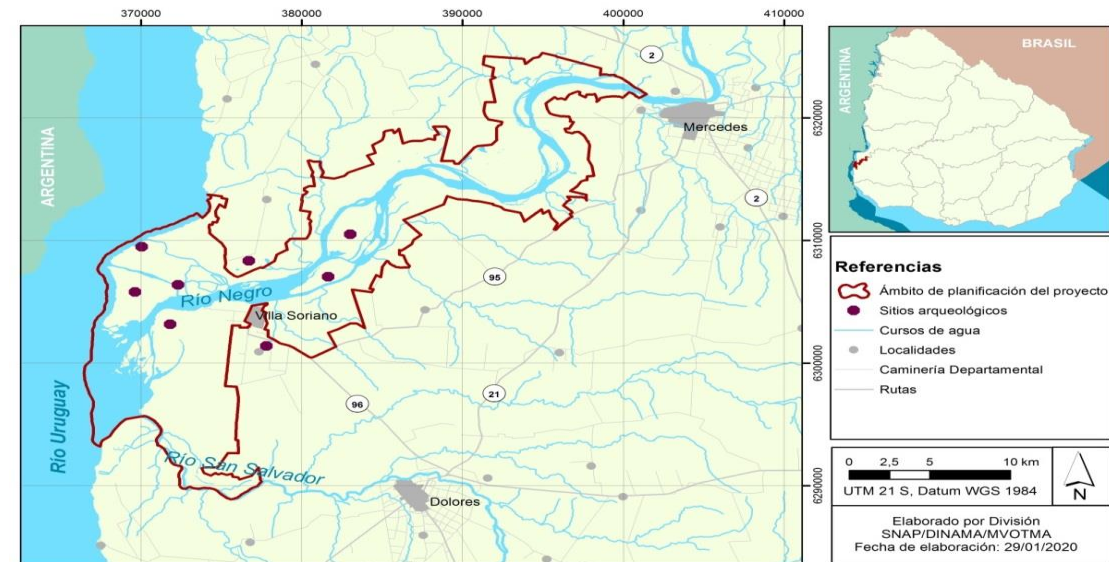 370000
380000
390000
400000
410000
6320000
6310000
6300000
6290000
ARGENTINA
2
Mercedes
2
95
Río Negro
Villa Soriano
21
96
Río Uruguay
Río San Salvador
Dolores
BRASIL
ARGENTINA
Referencias
Ámbito de planificación del proyecto
Sitios arqueológicos
Cursos de agua
Localidades
Caminería Departamental
Rutas
0 2,5 5 10 km
UTM 21 S, Datum WGS 1984
N
Elaborado por División
SNAP/DINAMA/MVOTMA
Fecha de elaboración: 29/01/2020